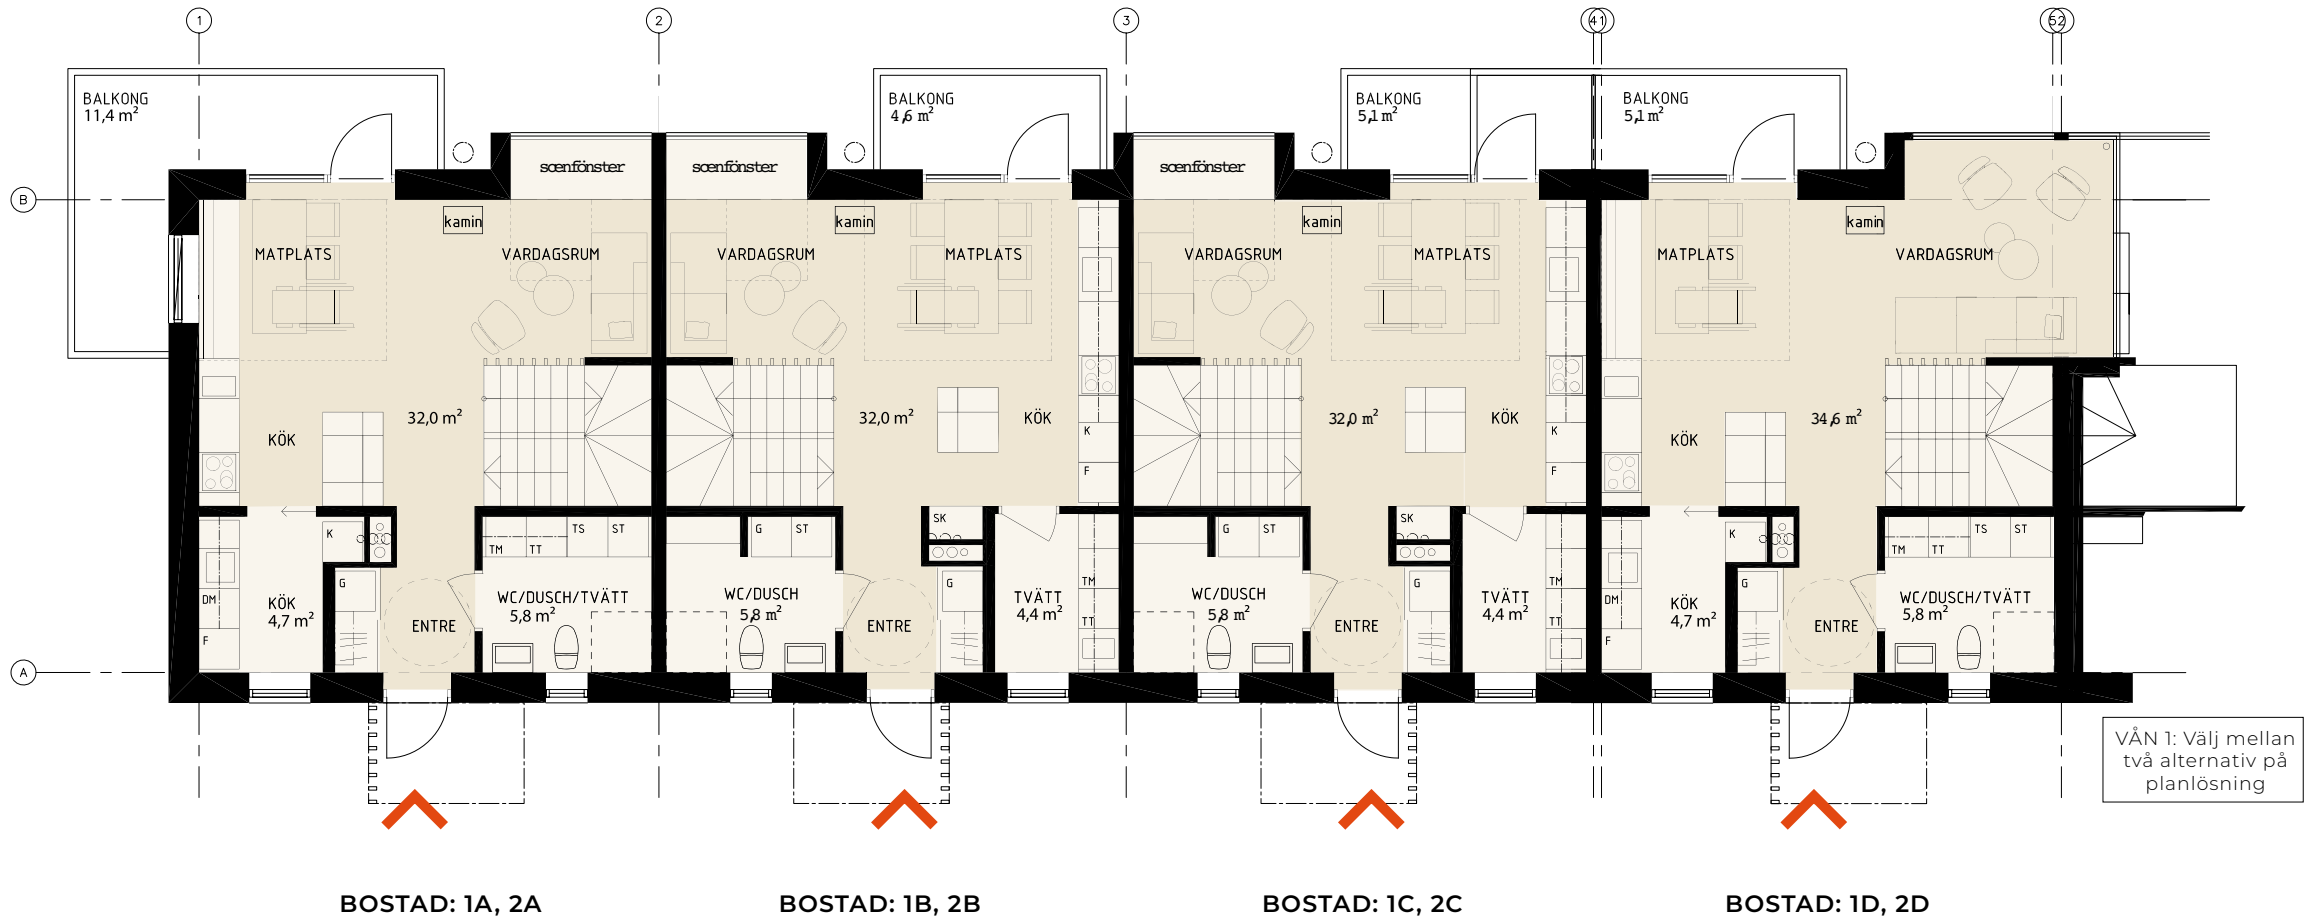 1
2
3
41
52
BALKONG
11,4 m²
BALKONG
4,6 m²
BALKONG
5,1 m²
BALKONG
5,1 m²
scenfönster
scenfönster
scenfönster
B
kamin
kamin
kamin
kamin
MATPLATS
VARDAGSRUM
VARDAGSRUM
MATPLATS
VARDAGSRUM
MATPLATS
MATPLATS
VARDAGSRUM
32,0 m²
KÖK
32,0 m²
KÖK
32,0 m²
KÖK
34,6 m²
KÖK
K
F
K
F
K
TM
TT
TS
ST
G
ST
SK
G
ST
SK
K
TM
TT
TS
ST
DM
F
G
G
TM
TT
G
TM
TT
DM
F
G
KÖK
4,7 m²
ENTRE
WC/DUSCH/TVÄTT
5,8 m²
WC/DUSCH
5,8 m²
ENTRE
TVÄTT
4,4 m²
WC/DUSCH
5,8 m²
ENTRE
TVÄTT
4,4 m²
KÖK
4,7 m²
ENTRE
WC/DUSCH/TVÄTT
5,8 m²
A
VÅN 1: Välj mellan
två alternativ på
planlösning
BOSTAD: 1A, 2A
BOSTAD: 1B, 2B
BOSTAD: 1C, 2C
BOSTAD: 1D, 2D